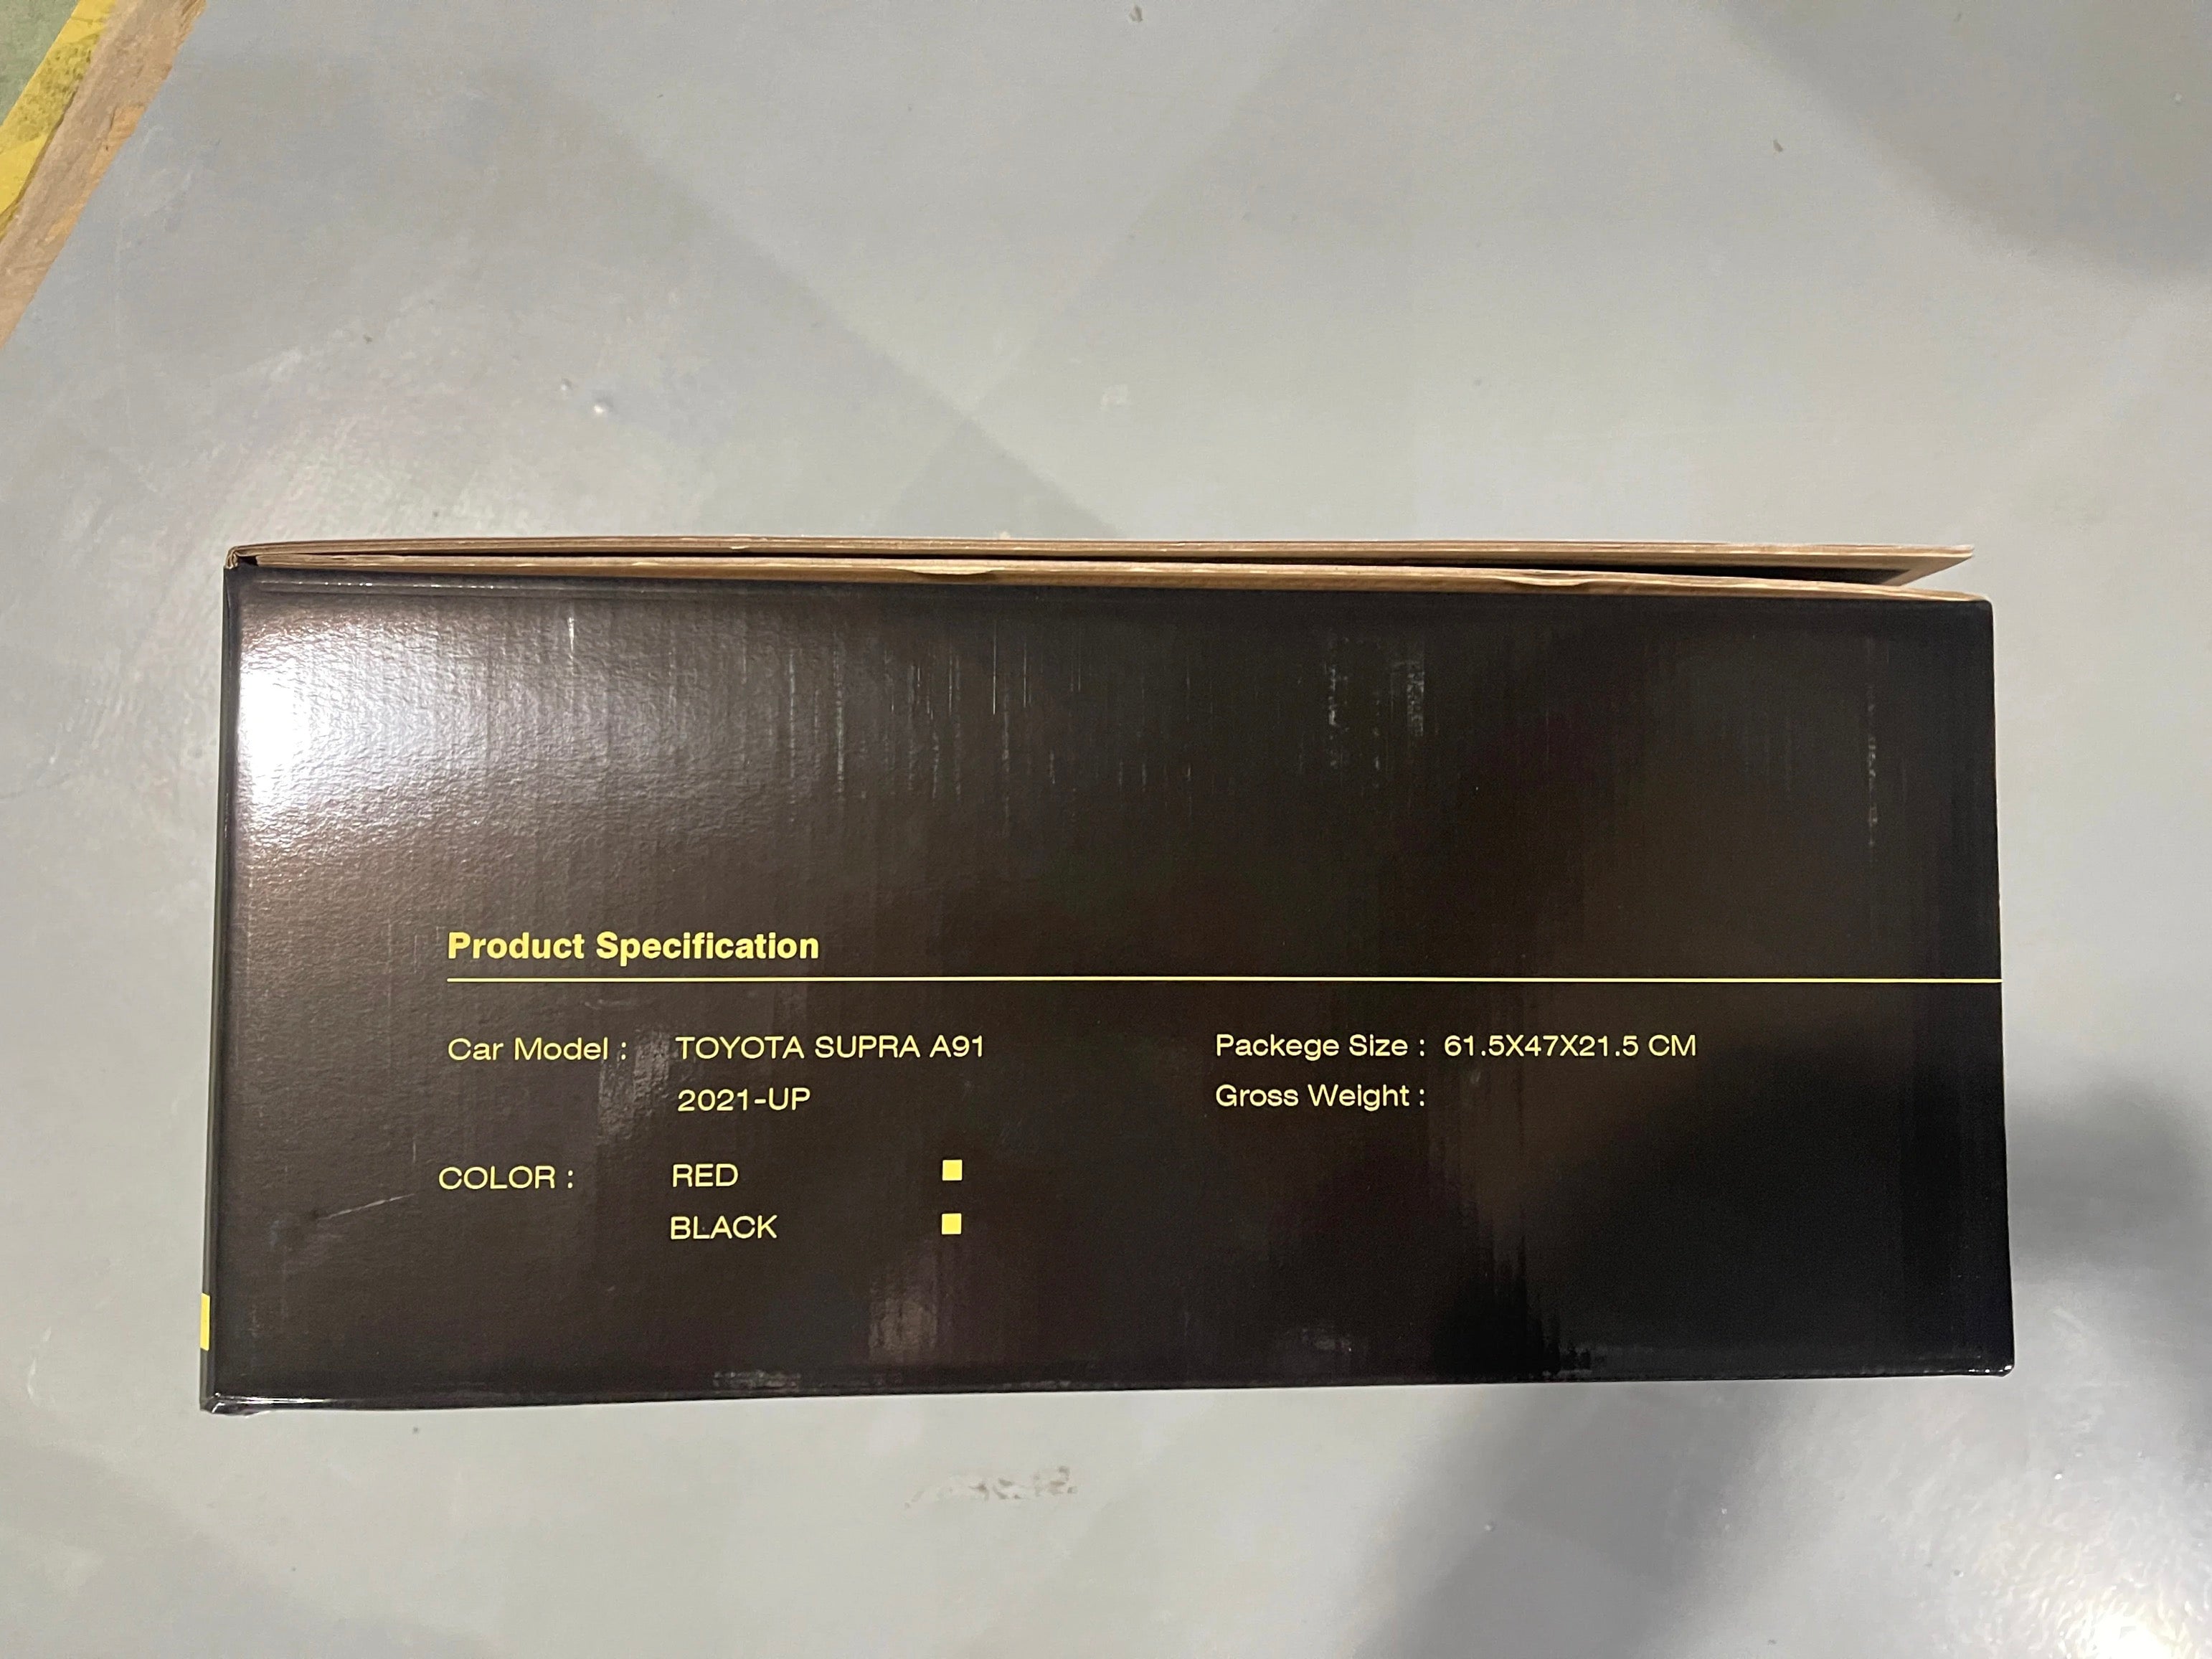 Product Specification
Car Model : TOYOTA SUPRA A91
2021-UP
COLOR : RED
BLACK
Packege Size : 61.5X47X21.5 CM
Gross Weight :